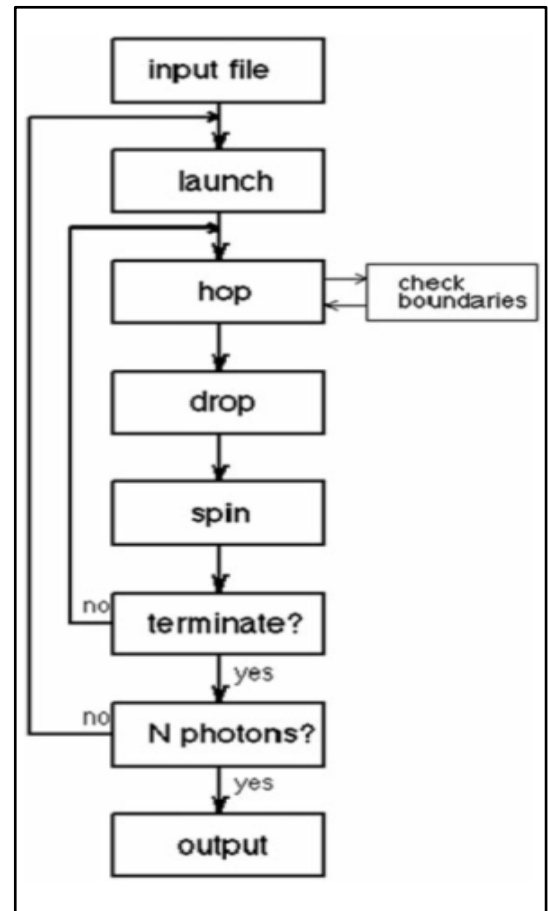 input file
launch
hop
check
boundaries
drop
spin
no
terminate?
yes
no
N photons?
yes
output